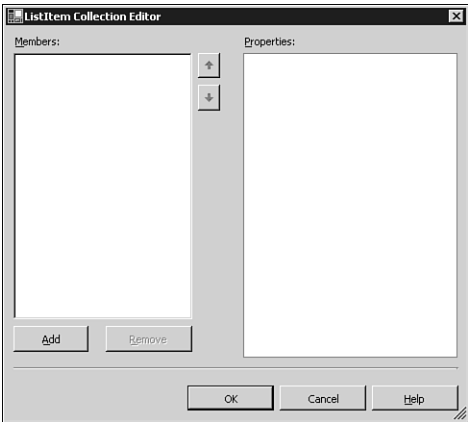 ListItem Collection Editor
Members:
Properties:
Add
Remove
OK
Cancel
Help